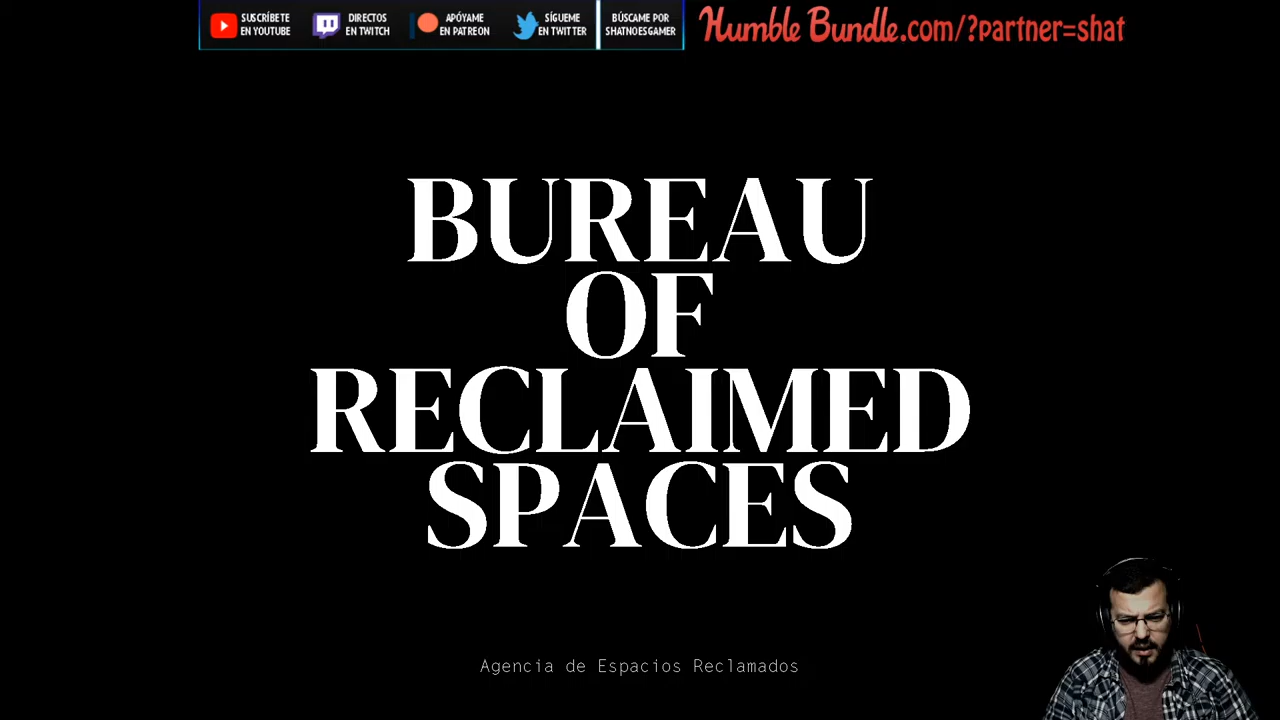 SUSCRÍBETE
EN YOUTUBE
DIRECTOS
EN TWITCH
APÓYAME
EN PATREON
SÍGUEME
EN TWITTER
BÚSCAME POR
SHATNOESGAMER
Humble Bundle.com/?partner=shat
BUREAU
OF
RECLAIMED
SPACES
Agencia de Espacios Reclamados